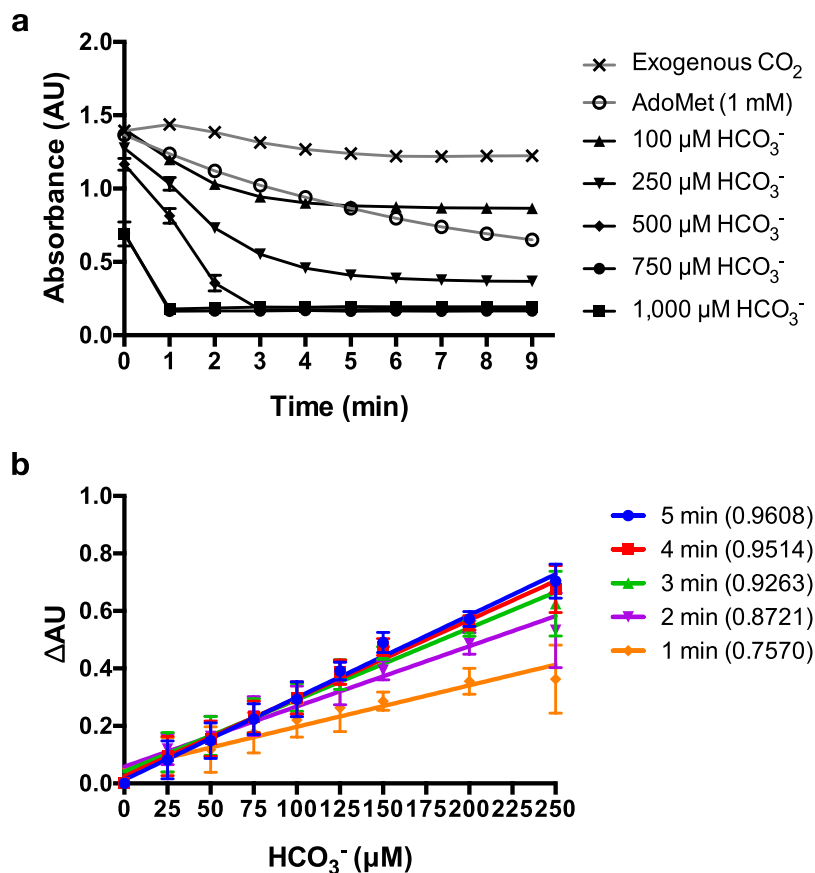 a
Absorbance (AU)
2.0
1.5
1.0
0.5
0.0
0 1 2 3 4 5 6 7 8 9
Time (min)
Exogenous CO₂
AdoMet (1 mM)
100 µM HCO₃⁻
250 µM HCO₃⁻
500 µM HCO₃⁻
750 µM HCO₃⁻
1,000 µM HCO₃⁻
b
ΔAU
1.0
0.8
0.6
0.4
0.2
0.0
0 25 50 75 100 125 150 175 200 225 250
HCO₃⁻ (µM)
5 min (0.9608)
4 min (0.9514)
3 min (0.9263)
2 min (0.8721)
1 min (0.7570)